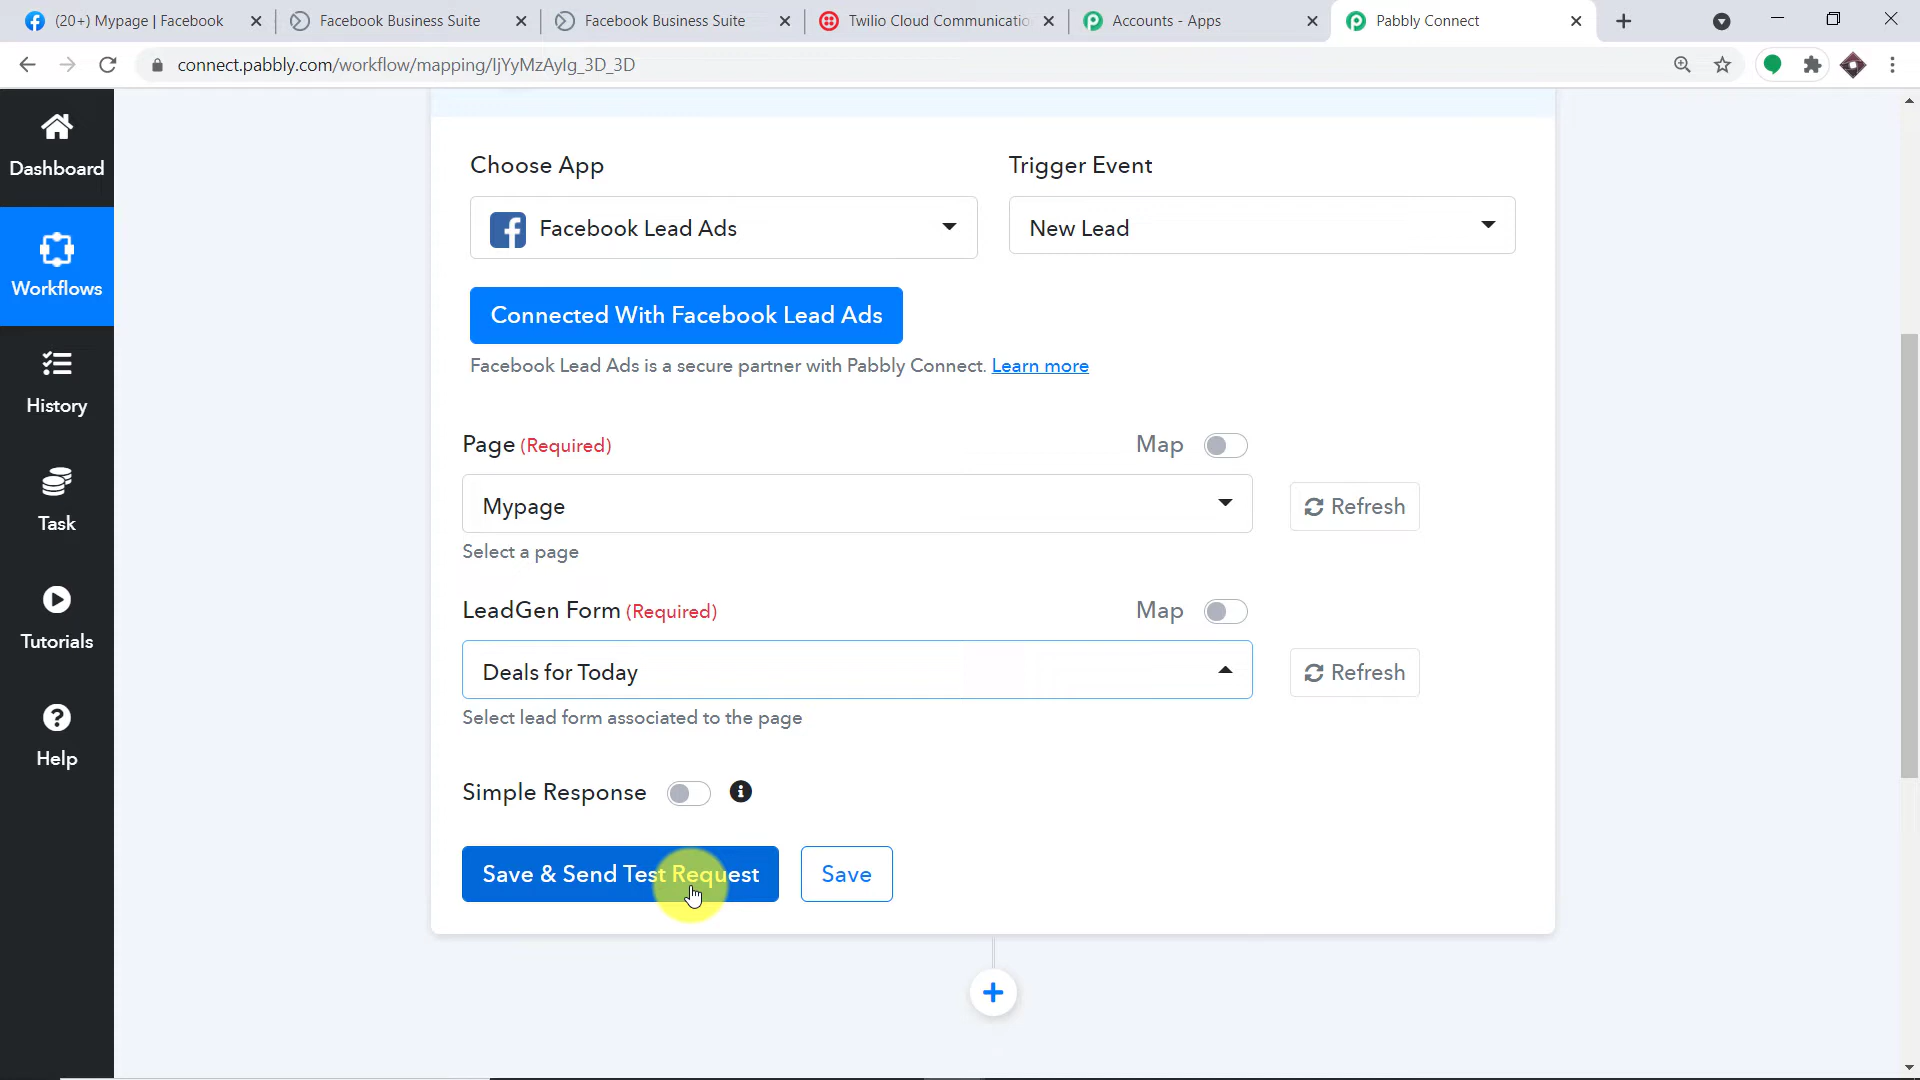 (20+) Mypage | Facebook
Facebook Business Suite
Facebook Business Suite
Twilio Cloud Communicatio
Accounts - Apps
Pabbly Connect
connect.pabbly.com/workflow/mapping/IjYyMzAyIg_3D_3D
Dashboard
Workflows
History
Task
Tutorials
Help
Choose App
Trigger Event
Facebook Lead Ads
New Lead
Connected With Facebook Lead Ads
Facebook Lead Ads is a secure partner with Pabbly Connect. Learn more
Page (Required)
Map
Mypage
Refresh
Select a page
LeadGen Form (Required)
Map
Deals for Today
Refresh
Select lead form associated to the page
Simple Response
Save & Send Test Request
Save